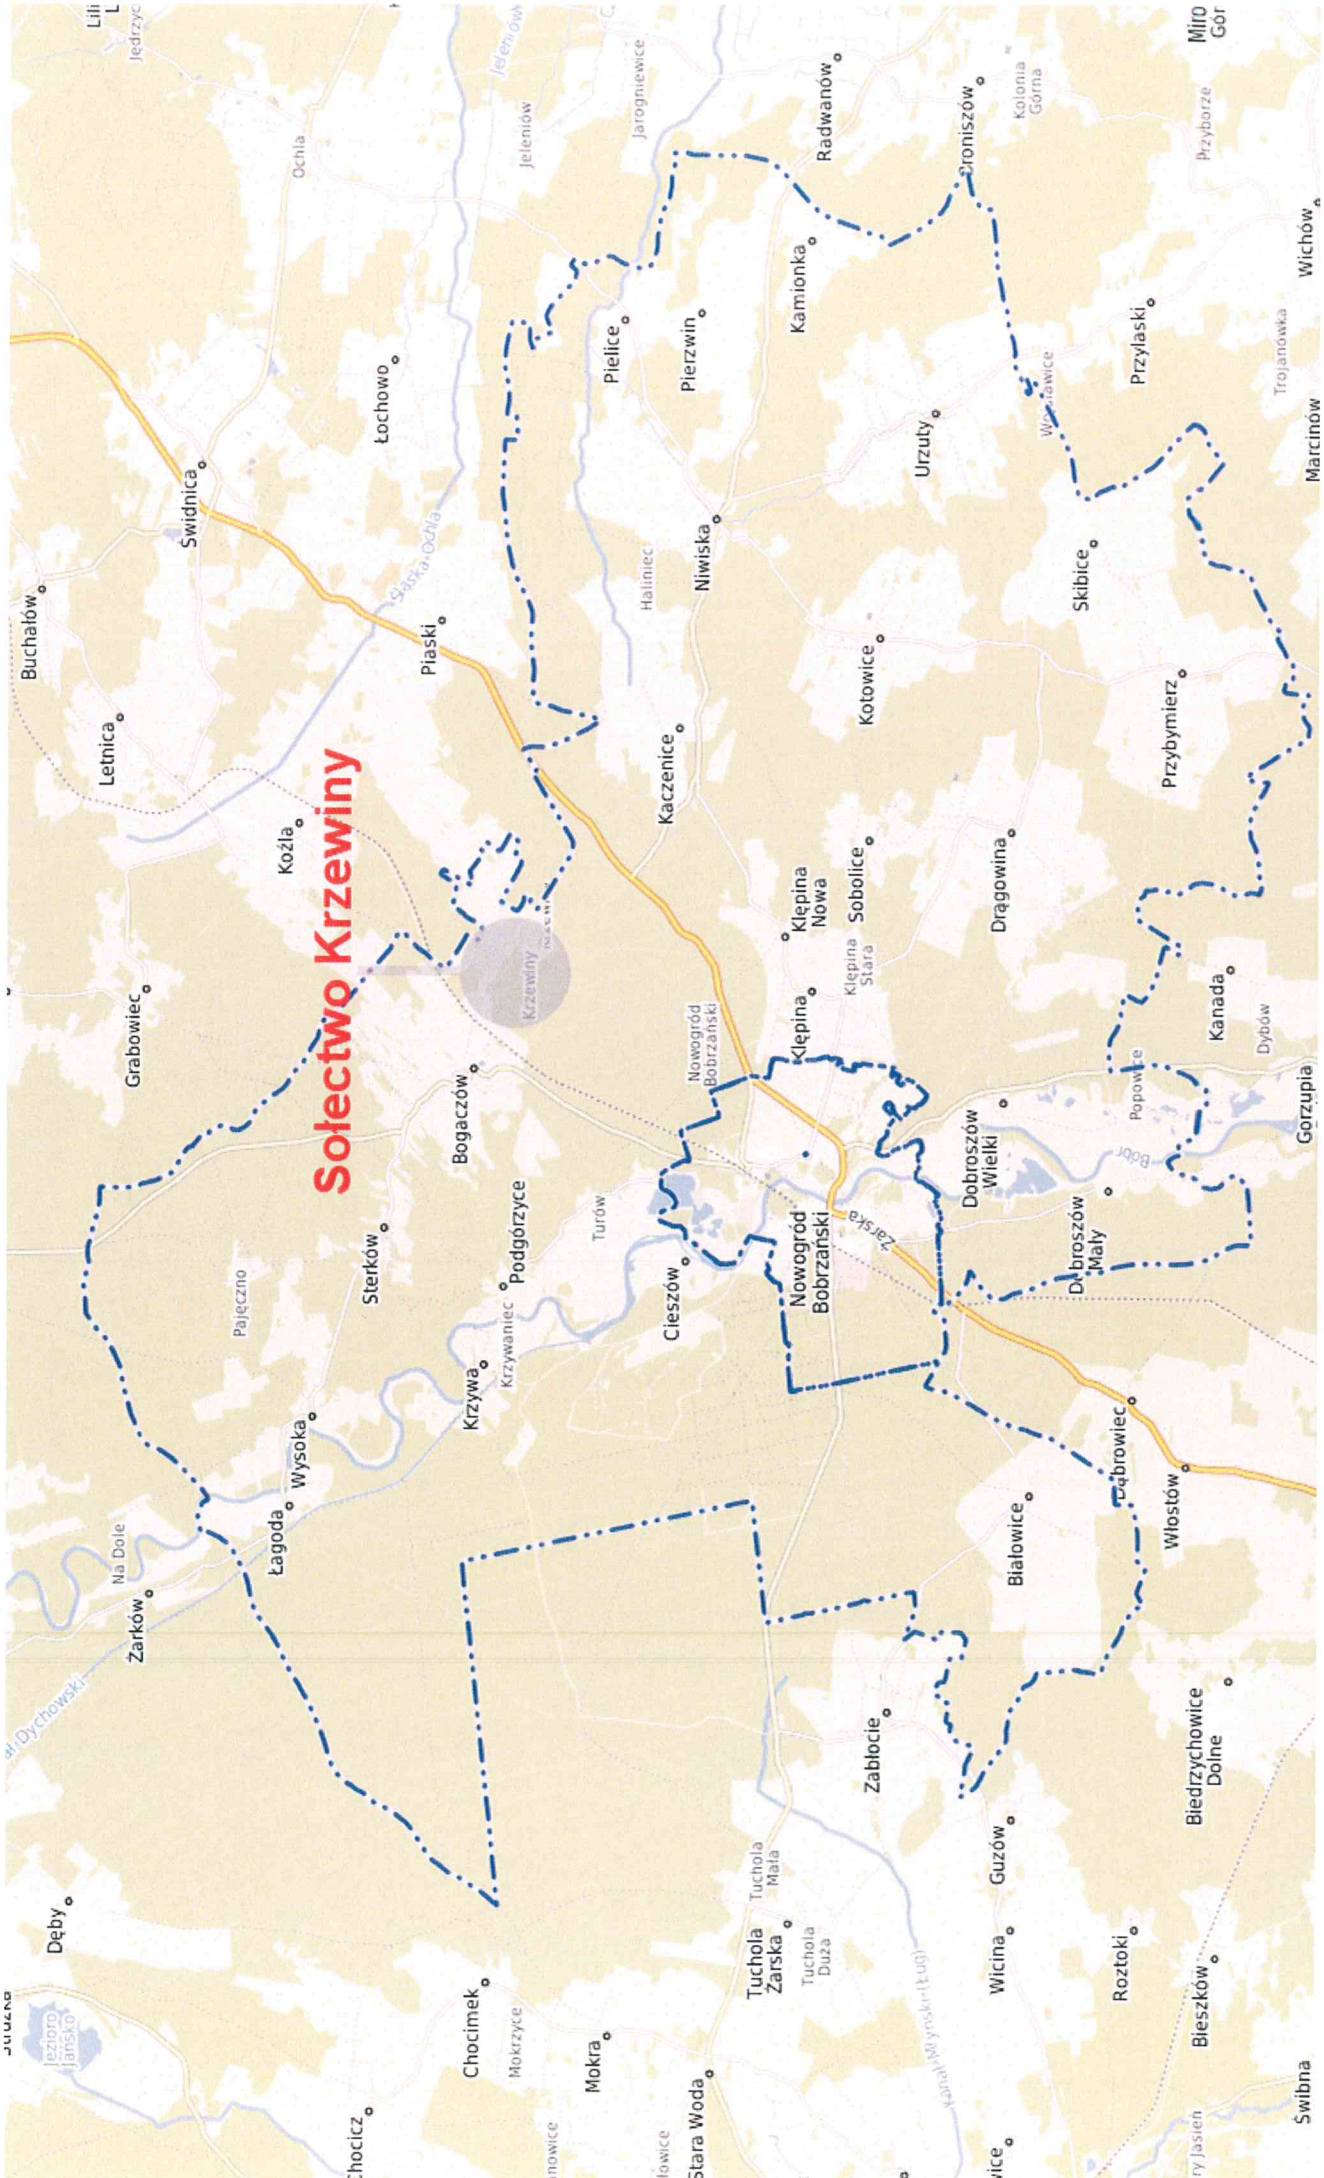 Sołectwo Krzewiny
Dęby
Jezioro
Jańsko
Chocicz
Chocimek
Mokrzyce
Mokra
Stara Woda
Tuchola
Żarska
Tuchola
Duża
Tuchola
Mała
Kanał Młyński (Ług)
Wicina
Roztoki
Bieszków
Świbna
Guzów
Biedrzychowice
Dolne
Zabłocie
Żarków
Na Dole
Łagoda
Wysoka
Pajęczno
Sterków
Krzywa
Krzywaniec
Podgórzyce
Turów
Cieszów
Białowice
Dąbrowiec
Włostów
Nowogród
Bobrzański
Żarska
Dobroszów
Wielki
Dobroszów
Mały
Bóbr
Popowice
Gorzupia
Dybów
Kanada
Bogaczów
Grabowiec
Krzewiny
Nowogród
Bobrzański
Klępina
Klępina
Stara
Klępina
Nowa
Sobolice
Drągowina
Koźla
Letnica
Buchałów
Świdnica
Piaski
Śląska Ochla
Łochowo
Ochla
Jeleniów
Jarogniewice
Kaczenice
Haliniec
Niwiska
Kotowice
Przybymierz
Skibice
Urzuty
Pielice
Pierzwin
Kamionka
Radwanów
Broniszów
Kolonia
Górna
Przyborze
Wichów
Przylaski
Trojanówka
Marcinów